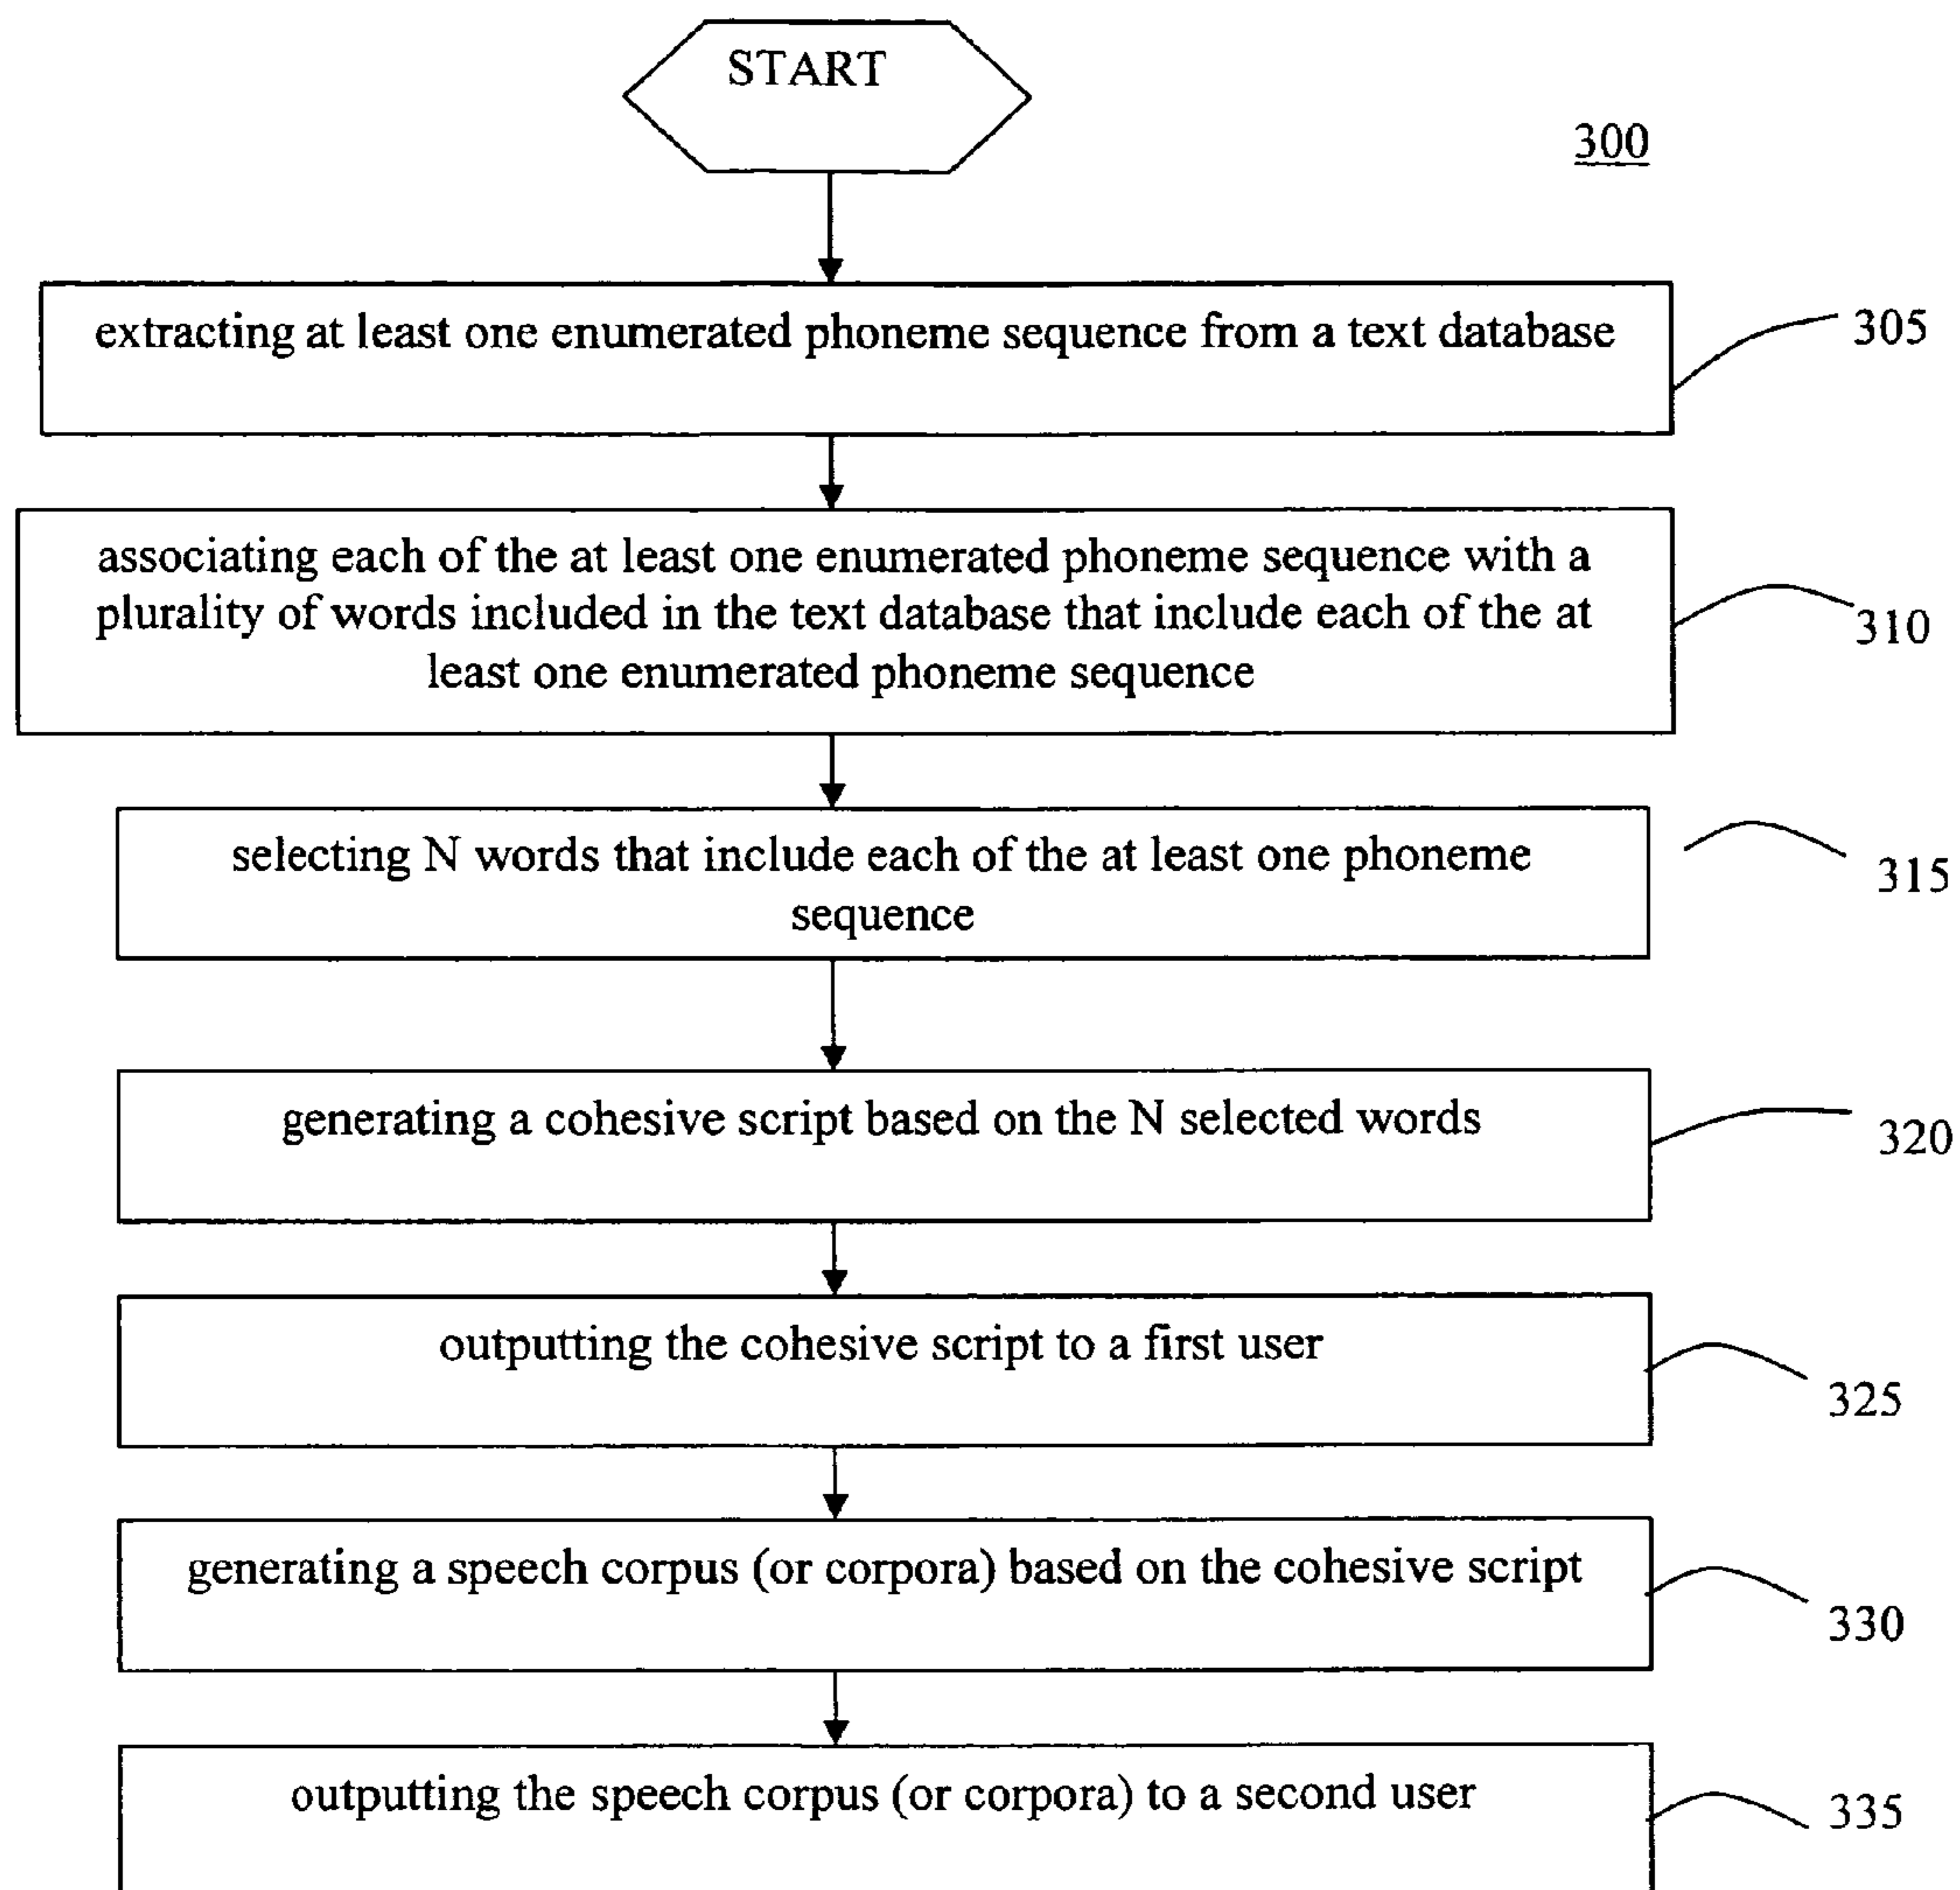 START
300
extracting at least one enumerated phoneme sequence from a text database
305
associating each of the at least one enumerated phoneme sequence with a
plurality of words included in the text database that include each of the at
least one enumerated phoneme sequence
310
selecting N words that include each of the at least one phoneme
sequence
315
generating a cohesive script based on the N selected words
320
outputting the cohesive script to a first user
325
generating a speech corpus (or corpora) based on the cohesive script
330
outputting the speech corpus (or corpora) to a second user
335